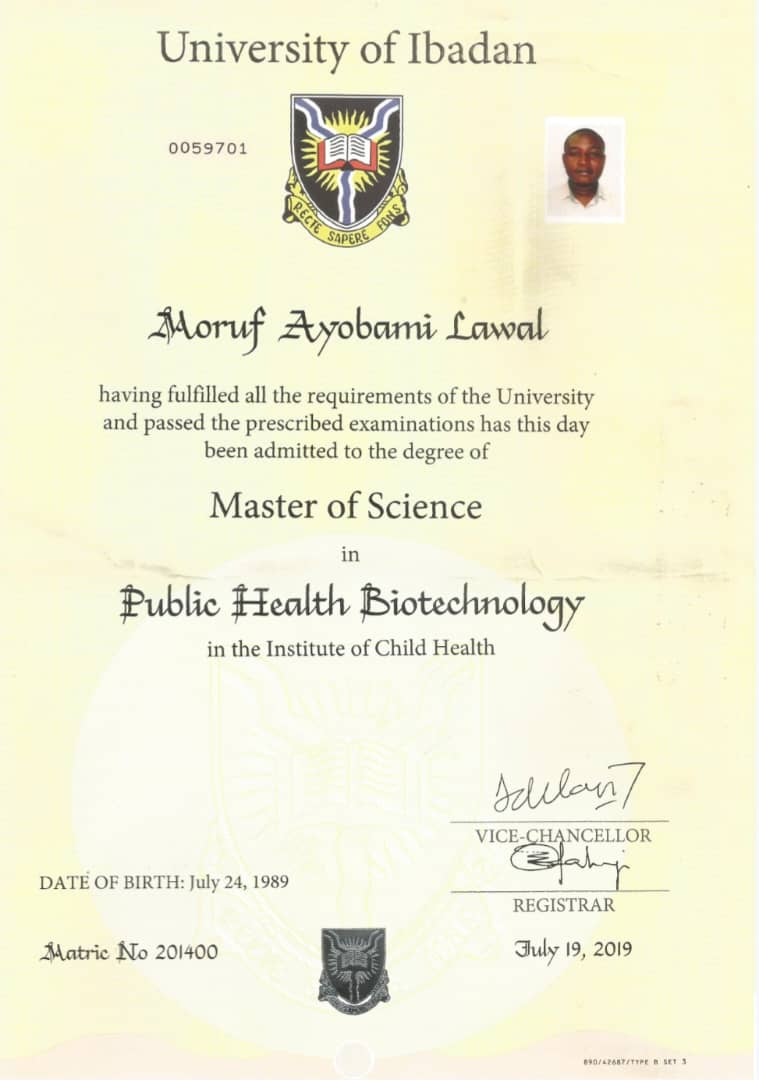 University of Ibadan
0059701
RECTE SAPERE FONS
Moruf Ayobami Lawal
having fulfilled all the requirements of the University
and passed the prescribed examinations has this day
been admitted to the degree of
Master of Science
in
Public Health Biotechnology
in the Institute of Child Health
VICE-CHANCELLOR
DATE OF BIRTH: July 24, 1989
REGISTRAR
Matric No 201400
July 19, 2019
890/42687/TYPE B SET 3